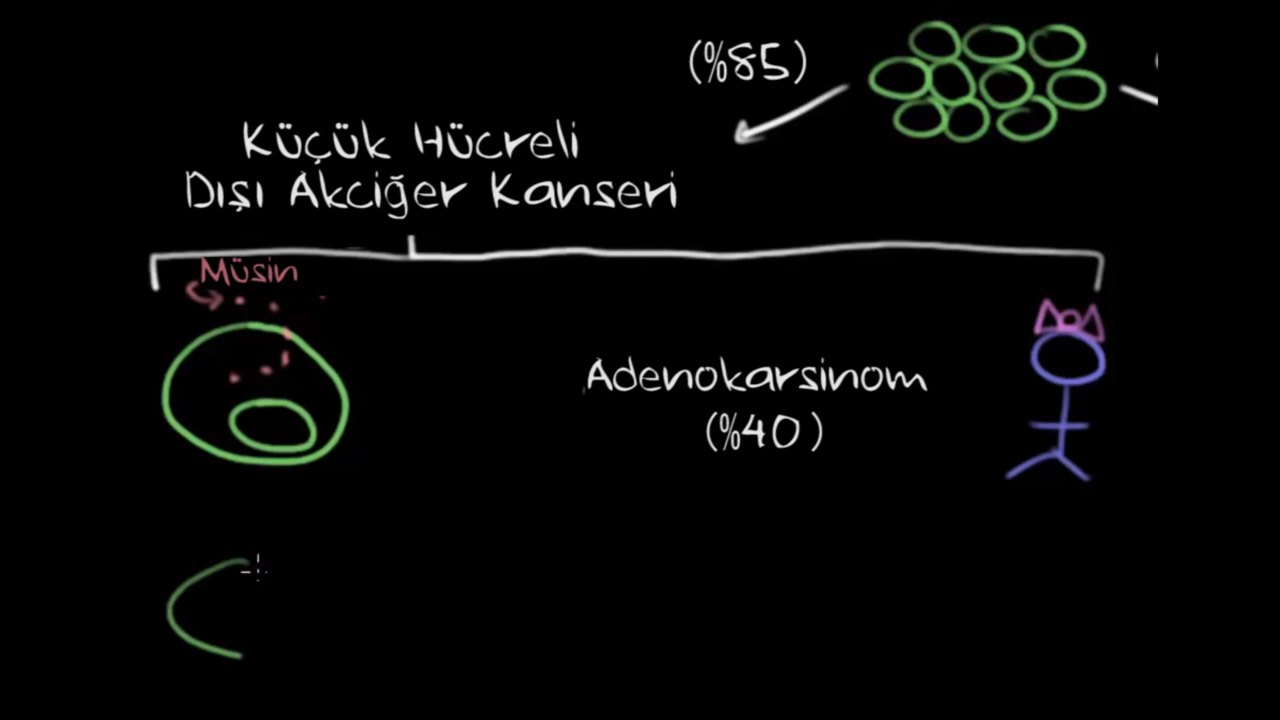 (%85)
Küçük Hücreli
Dışı Akciğer Kanseri
Müsin
Adenokarsinom
(%40)